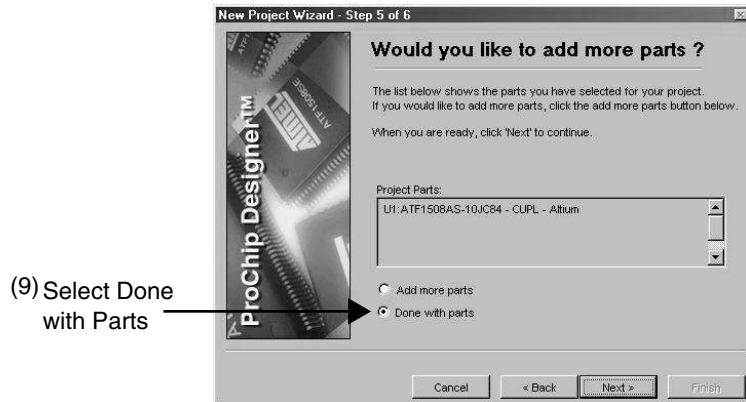 New Project Wizard - Step 5 of 6
Would you like to add more parts ?
The list below shows the parts you have selected for your project.
If you would like to add more parts, click the add more parts button below.
When you are ready, click 'Next' to continue.
Project Parts:
U1:ATF1508AS-10JC84 - CUPL - Altium
Add more parts
Done with parts
(9) Select Done
with Parts
ProChip Designer™
ATMEL
ATF1508SE
Cancel
< Back
Next >
Finish